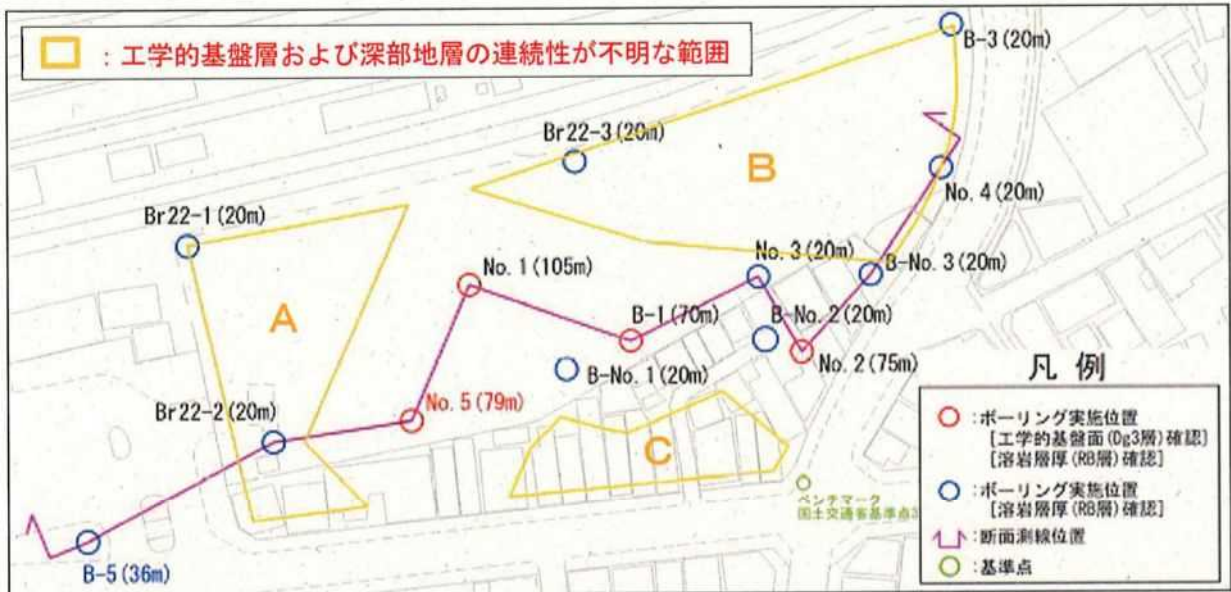 ：工学的基盤層および深部地層の連続性が不明な範囲
B-3(20m)
Br22-3(20m)
B
No.4(20m)
Br22-1(20m)
No.3(20m)
B-No.3(20m)
No.1(105m)
A
B-1(70m)
B-No.2(20m)
B-No.1(20m)
No.2(75m)
Br22-2(20m)
No.5(79m)
C
B-5(36m)
ベンチマーク
国土交通省基準点3
凡例
：ボーリング実施位置
[工学的基盤面(Dg3層)確認]
[溶岩層厚(RB層)確認]
：ボーリング実施位置
[溶岩層厚(RB層)確認]
：断面測線位置
：基準点